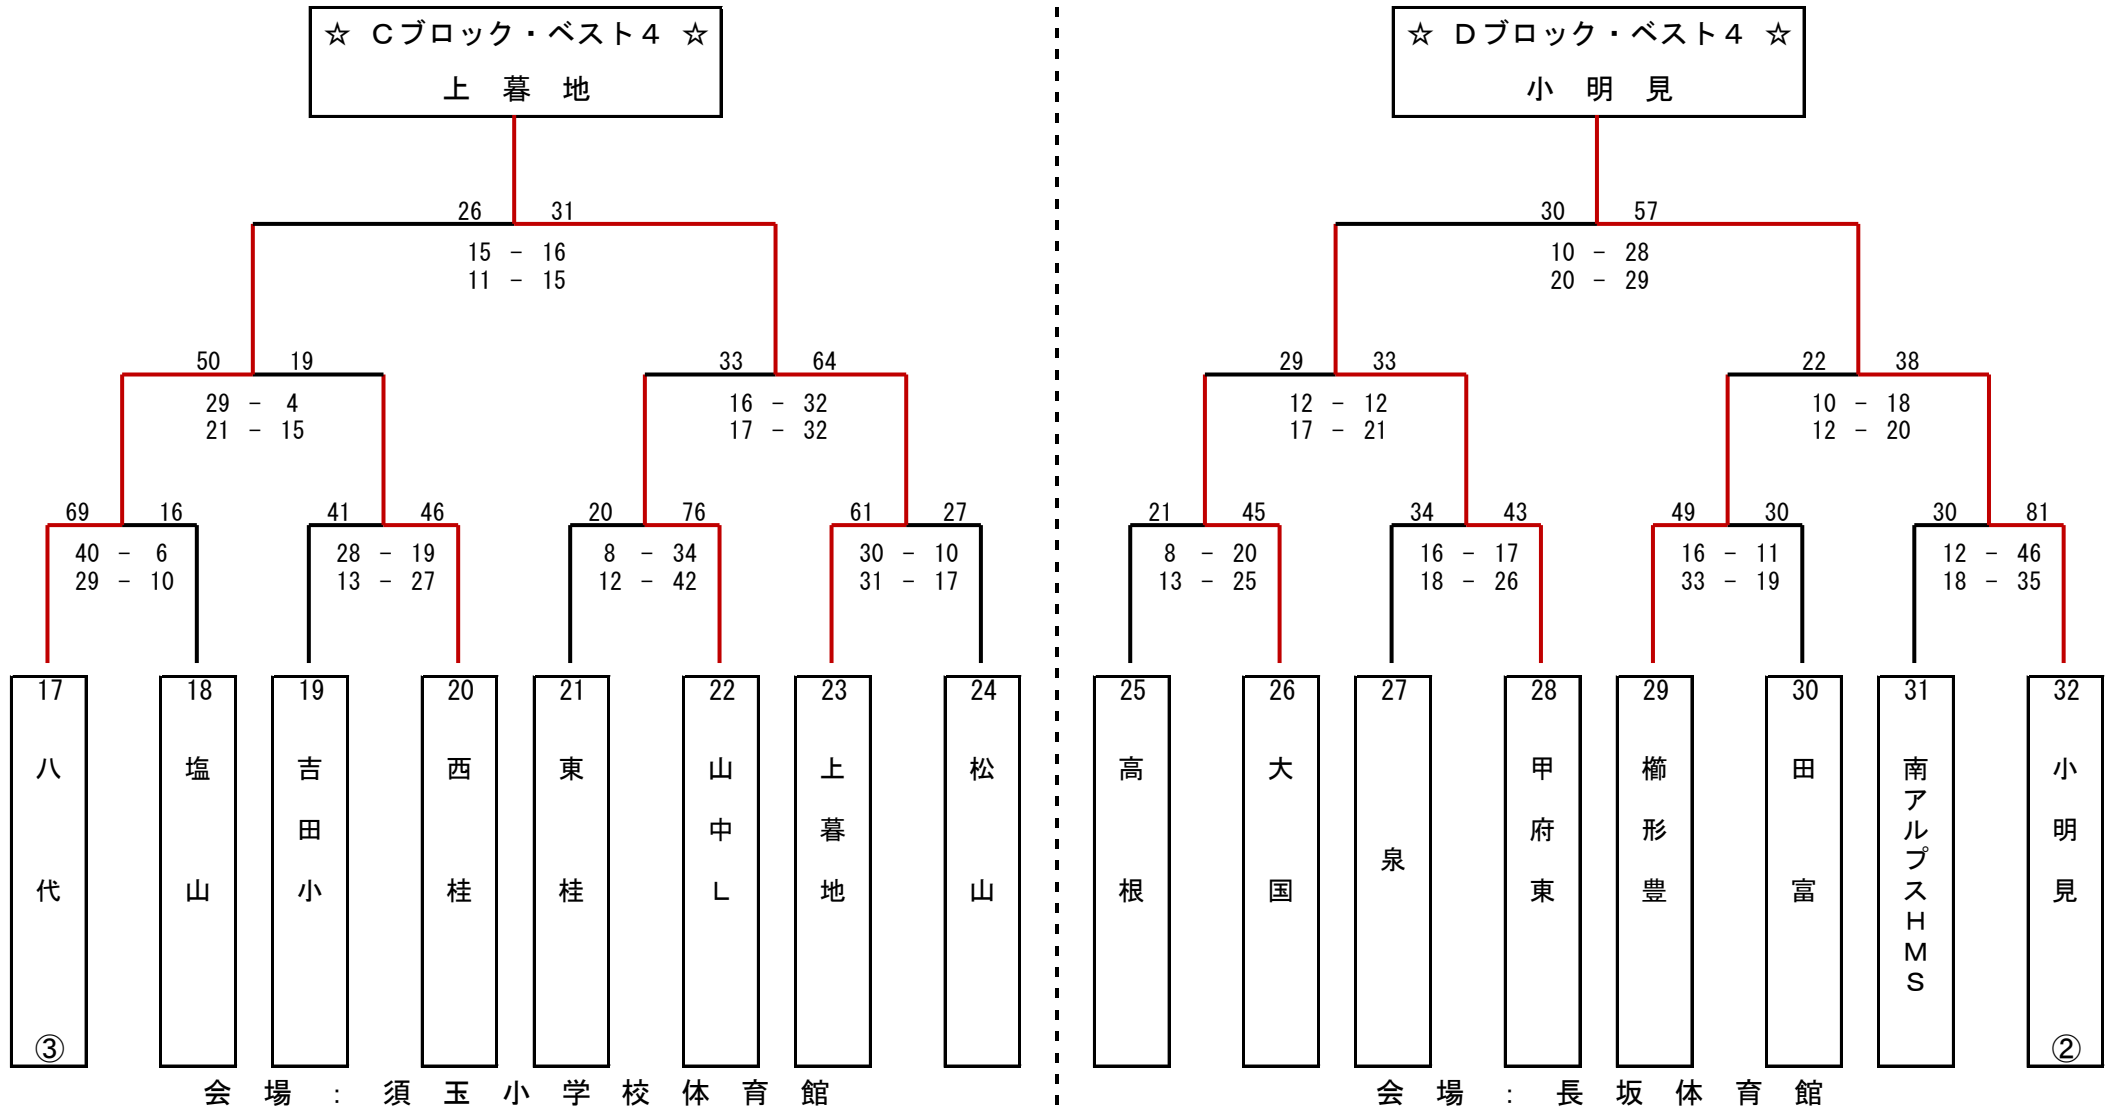 ☆ Cブロック・ベスト4 ☆
上暮地
26 31
15 － 16
11 － 15
50 19
29 － 4
21 － 15
33 64
16 － 32
17 － 32
69 16
40 － 6
29 － 10
41 46
28 － 19
13 － 27
20 76
8 － 34
12 － 42
61 27
30 － 10
31 － 17
17 八代 ③
18 塩山
19 吉田小
20 西桂
21 東桂
22 山中L
23 上暮地
24 松山
会場：須玉小学校体育館
☆ Dブロック・ベスト4 ☆
小明見
30 57
10 － 28
20 － 29
29 33
12 － 12
17 － 21
22 38
10 － 18
12 － 20
21 45
8 － 20
13 － 25
34 43
16 － 17
18 － 26
49 30
16 － 11
33 － 19
30 81
12 － 46
18 － 35
25 高根
26 大国
27 泉
28 甲府東
29 櫛形豊
30 田富
31 南アルプスHMS
32 小明見 ②
会場：長坂体育館